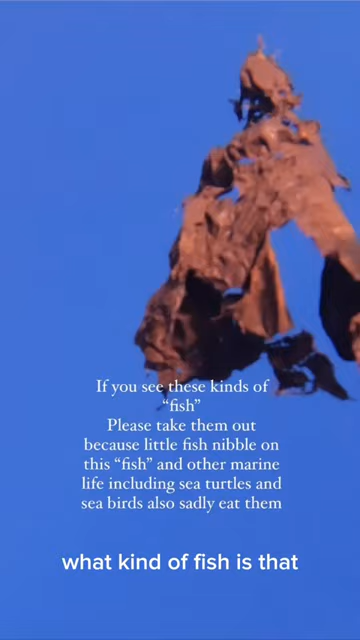 If you see these kinds of
“fish”
Please take them out
because little fish nibble on
this “fish” and other marine
life including sea turtles and
sea birds also sadly eat them
what kind of fish is that